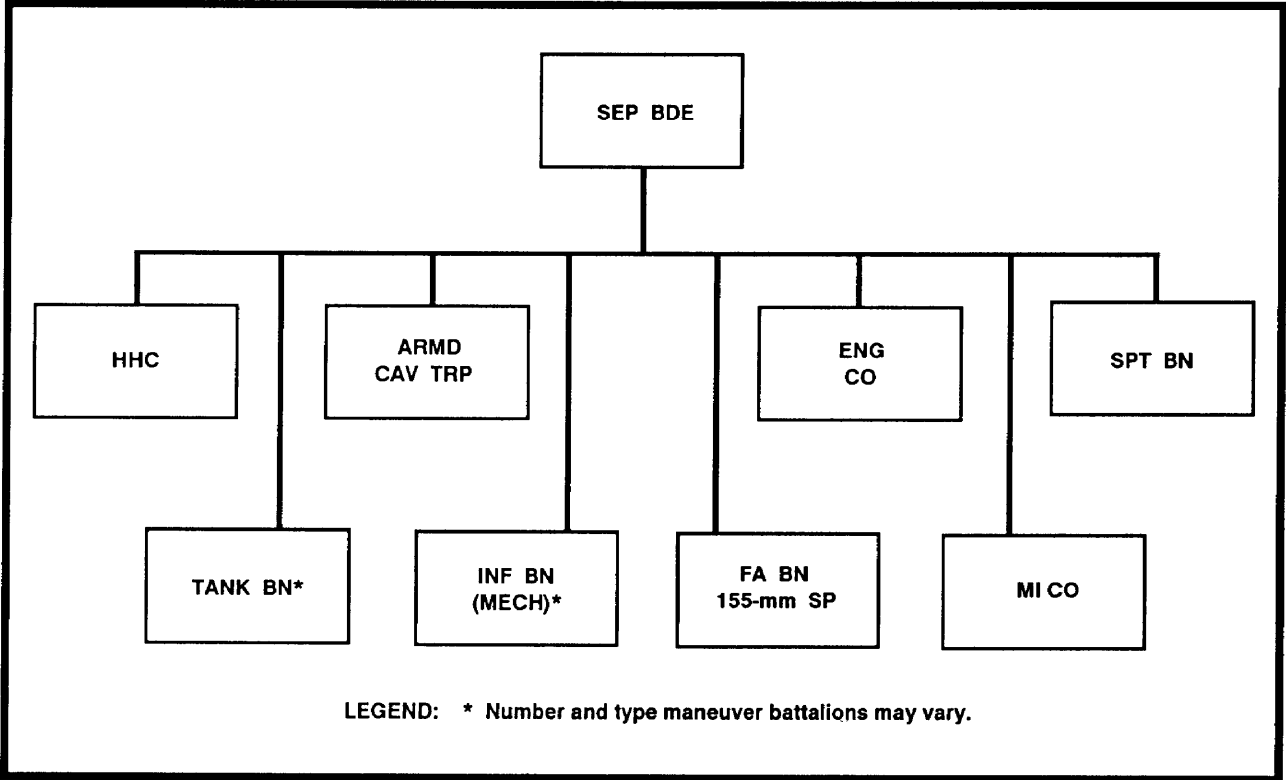 SEP BDE
HHC
ARMD
CAV TRP
ENG
CO
SPT BN
TANK BN*
INF BN
(MECH)*
FA BN
155-mm SP
MI CO
LEGEND: * Number and type maneuver battalions may vary.